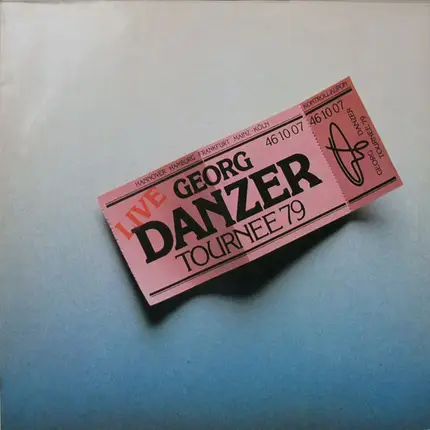 HANNOVER HAMBURG FRANKFURT MAINZ-KÖLN
LIVE
GEORG
DANZER
TOURNEE '79
46 10 07
KONTROLLCOUPON
46 10 07
GEORG
DANZER
TOURNEE '79